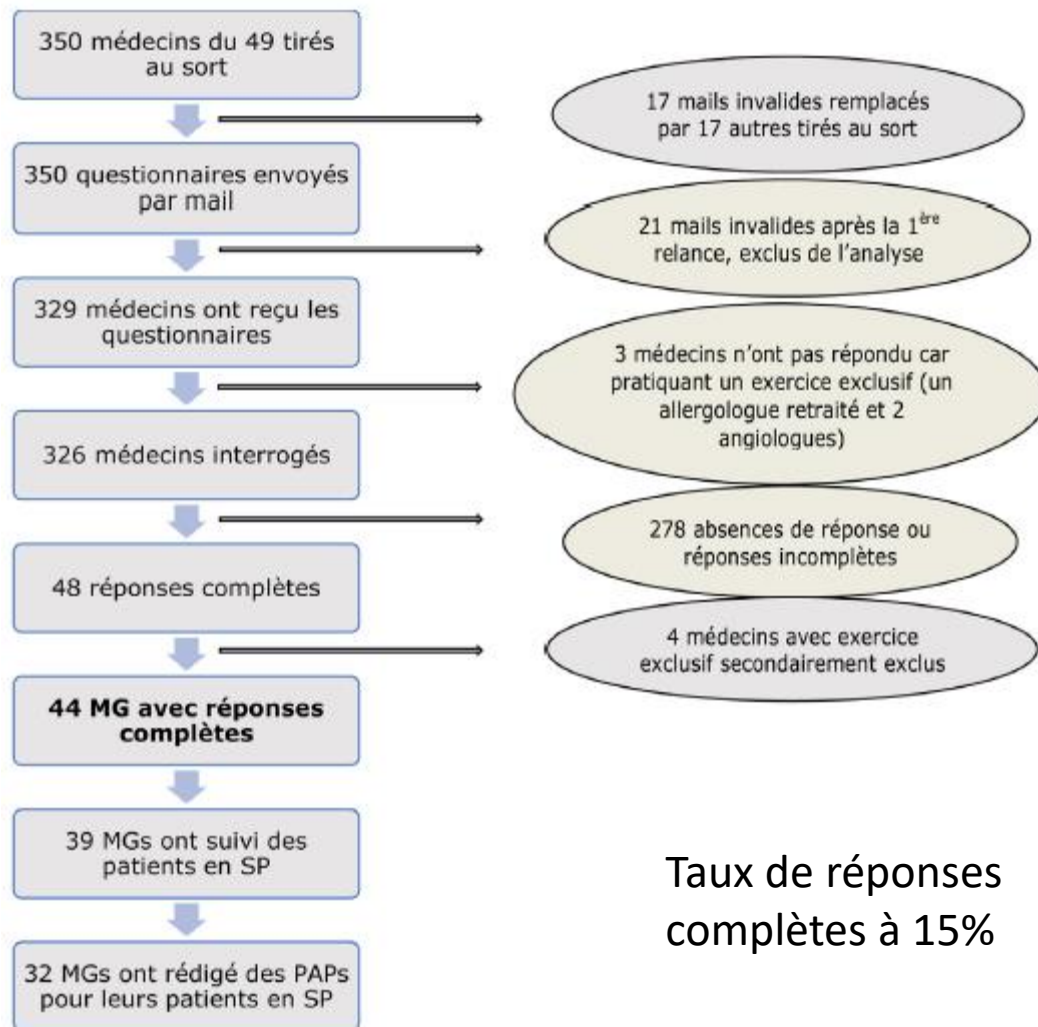 350 médecins du 49 tirés
au sort
17 mails invalides remplacés
par 17 autres tirés au sort
350 questionnaires envoyés
par mail
21 mails invalides après la 1ère
relance, exclus de l'analyse
329 médecins ont reçu les
questionnaires
3 médecins n'ont pas répondu car
pratiquant un exercice exclusif (un
allergologue retraité et 2
angiologues)
326 médecins interrogés
278 absences de réponse ou
réponses incomplètes
48 réponses complètes
4 médecins avec exercice
exclusif secondairement exclus
44 MG avec réponses
complètes
39 MGs ont suivi des
patients en SP
32 MGs ont rédigé des PAPs
pour leurs patients en SP
Taux de réponses
complètes à 15%